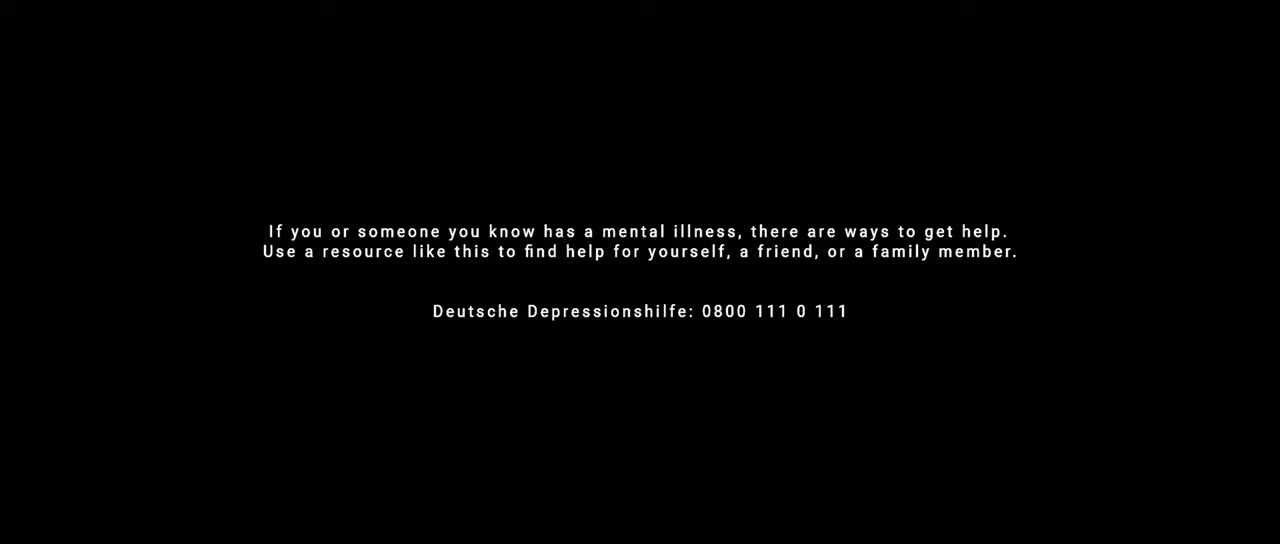 If you or someone you know has a mental illness, there are ways to get help.
Use a resource like this to find help for yourself, a friend, or a family member.
Deutsche Depressionshilfe: 0800 111 0 111